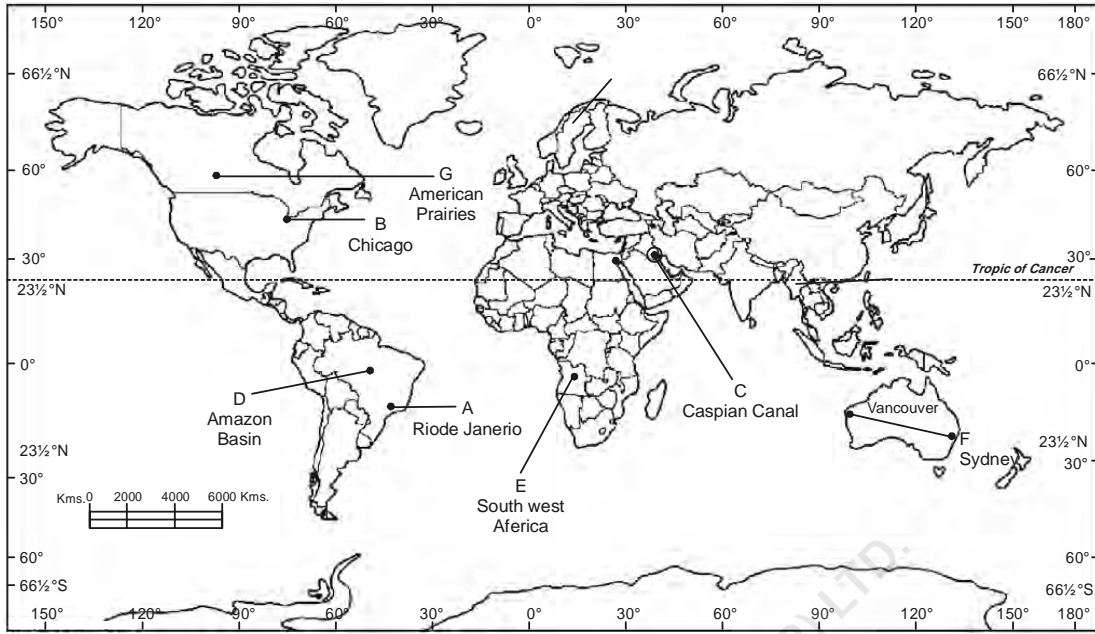 150° 120° 90° 60° 30° 0° 30° 60° 90° 120° 150° 180°
66½°N
66½°N
60°
60°
G
American
Prairies
B
Chicago
30°
30°
Tropic of Cancer
23½°N
23½°N
0°
0°
D
Amazon
Basin
A
Riode Janerio
C
Caspian Canal
Vancouver
F
Sydney
23½°N
23½°N
30°
30°
E
South west
Aferica
Kms. 0 2000 4000 6000 Kms.
60°
60°
66½°S
66½°S
LTD.
150° 120° 90° 60° 30° 0° 30° 60° 90° 120° 150° 180°